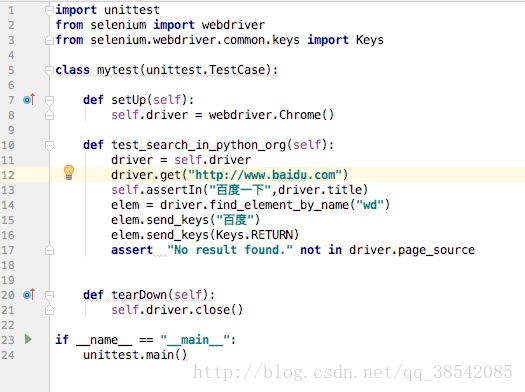 1 import unittest
2 from selenium import webdriver
3 from selenium.webdriver.common.keys import Keys
4
5 class mytest(unittest.TestCase):
6
7     def setUp(self):
8         self.driver = webdriver.Chrome()
9
10     def test_search_in_python_org(self):
11         driver = self.driver
12         driver.get("http://www.baidu.com")
13         self.assertIn("百度一下",driver.title)
14         elem = driver.find_element_by_name("wd")
15         elem.send_keys("百度")
16         elem.send_keys(Keys.RETURN)
17         assert  "No result found." not in driver.page_source
18
19
20     def tearDown(self):
21         self.driver.close()
22
23 if __name__ == "__main__":
24     unittest.main()
http://blog.csdn.net/qq_38542085